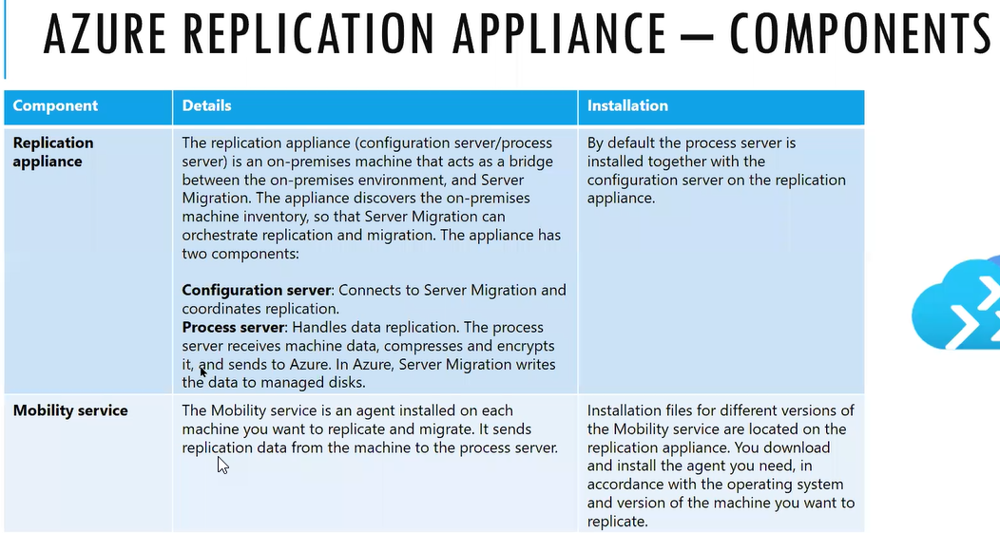 AZURE REPLICATION APPLIANCE – COMPONENTS
Component
Details
Installation
Replication
appliance
The replication appliance (configuration server/process
server) is an on-premises machine that acts as a bridge
between the on-premises environment, and Server
Migration. The appliance discovers the on-premises
machine inventory, so that Server Migration can
orchestrate replication and migration. The appliance has
two components:
Configuration server: Connects to Server Migration and
coordinates replication.
Process server: Handles data replication. The process
server receives machine data, compresses and encrypts
it, and sends to Azure. In Azure, Server Migration writes
the data to managed disks.
By default the process server is
installed together with the
configuration server on the replication
appliance.
Mobility service
The Mobility service is an agent installed on each
machine you want to replicate and migrate. It sends
replication data from the machine to the process server.
Installation files for different versions of
the Mobility service are located on the
replication appliance. You download
and install the agent you need, in
accordance with the operating system
and version of the machine you want to
replicate.